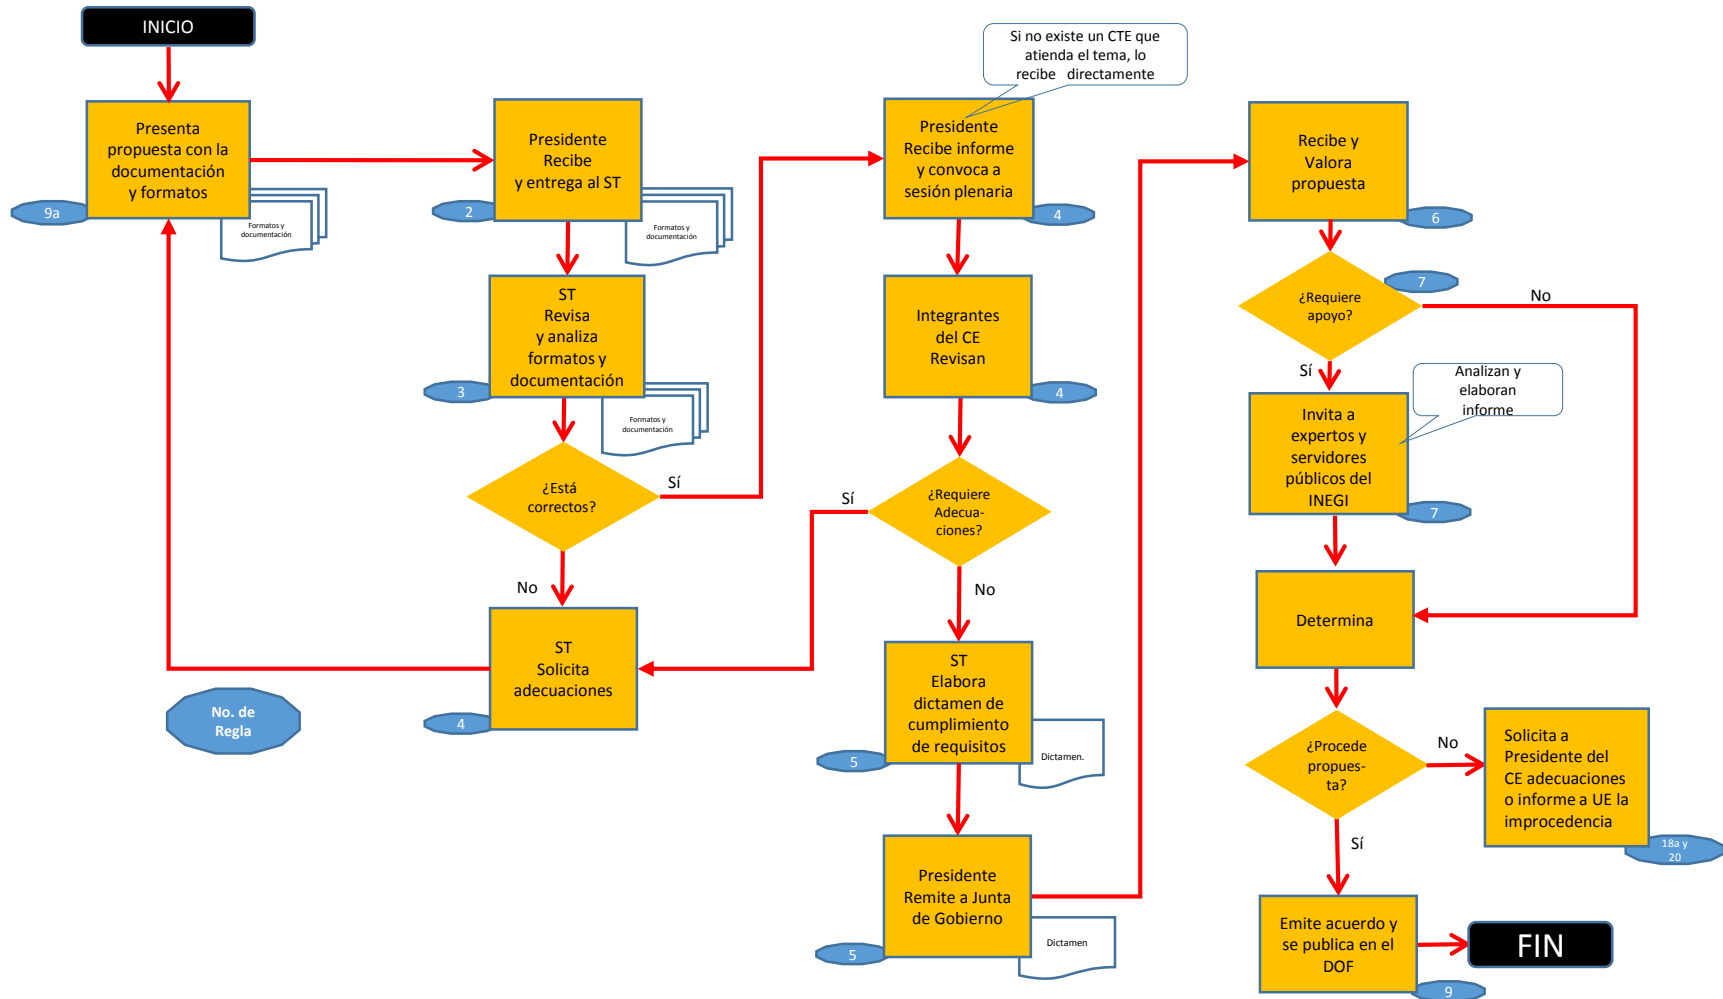 INICIO
Presenta
propuesta con la
documentación
y formatos
9a
Formatos y
documentación
Presidente
Recibe
y entrega al ST
2
Formatos y
documentación
ST
Revisa
y analiza
formatos y
documentación
3
Formatos y
documentación
¿Está
correctos?
Sí
No
ST
Solicita
adecuaciones
4
No. de
Regla
Si no existe un CTE que
atienda el tema, lo
recibe directamente
Presidente
Recibe informe
y convoca a
sesión plenaria
4
Integrantes
del CE
Revisan
4
¿Requiere
Adecua-
ciones?
Sí
No
ST
Elabora
dictamen de
cumplimiento
de requisitos
5
Dictamen.
Presidente
Remite a Junta
de Gobierno
5
Dictamen
Recibe y
Valora
propuesta
6
7
¿Requiere
apoyo?
No
Sí
Analizan y
elaboran
informe
Invita a
expertos y
servidores
públicos del
INEGI
7
Determina
¿Procede
propues-
ta?
No
Solicita a
Presidente del
CE adecuaciones
o informe a UE la
improcedencia
18a y
20
Sí
Emite acuerdo y
se publica en el
DOF
9
FIN